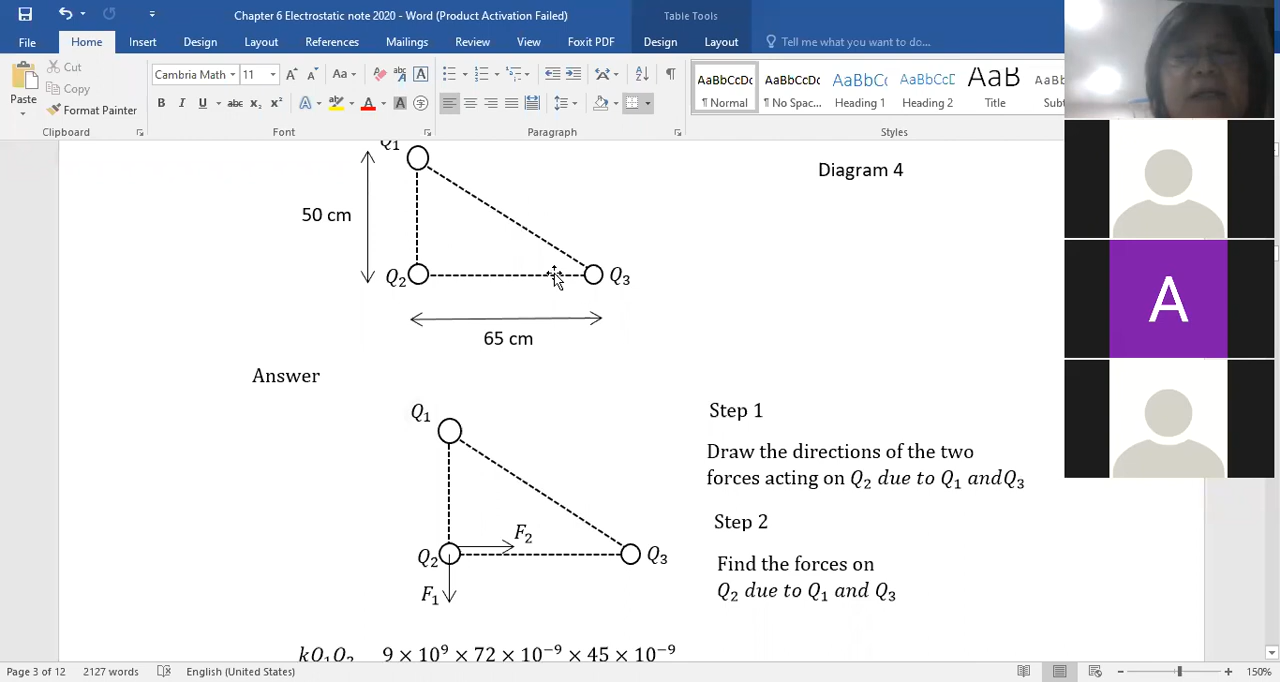 Chapter 6 Electrostatic note 2020 - Word (Product Activation Failed)
Table Tools
File Home Insert Design Layout References Mailings Review View Foxit PDF Design Layout Tell me what you want to do...
Cut
Copy
Paste
Format Painter
Cambria Math 11
AaBbCcDc AaBbCcDc AaBbCc AaBbCcD AaB
¶ Normal ¶ No Spec... Heading 1 Heading 2 Title
Clipboard Font Paragraph Styles
Q1
50 cm
Diagram 4
Q2
Q3
65 cm
Answer
Q1
Step 1
Draw the directions of the two
forces acting on Q2 due to Q1 andQ3
Step 2
F2
Q2
Q3
Find the forces on
F1
Q2 due to Q1 and Q3
kQ1Q2 9 × 10⁹ × 72 × 10⁻⁹ × 45 × 10⁻⁹
A
Page 3 of 12 2127 words English (United States) 150%